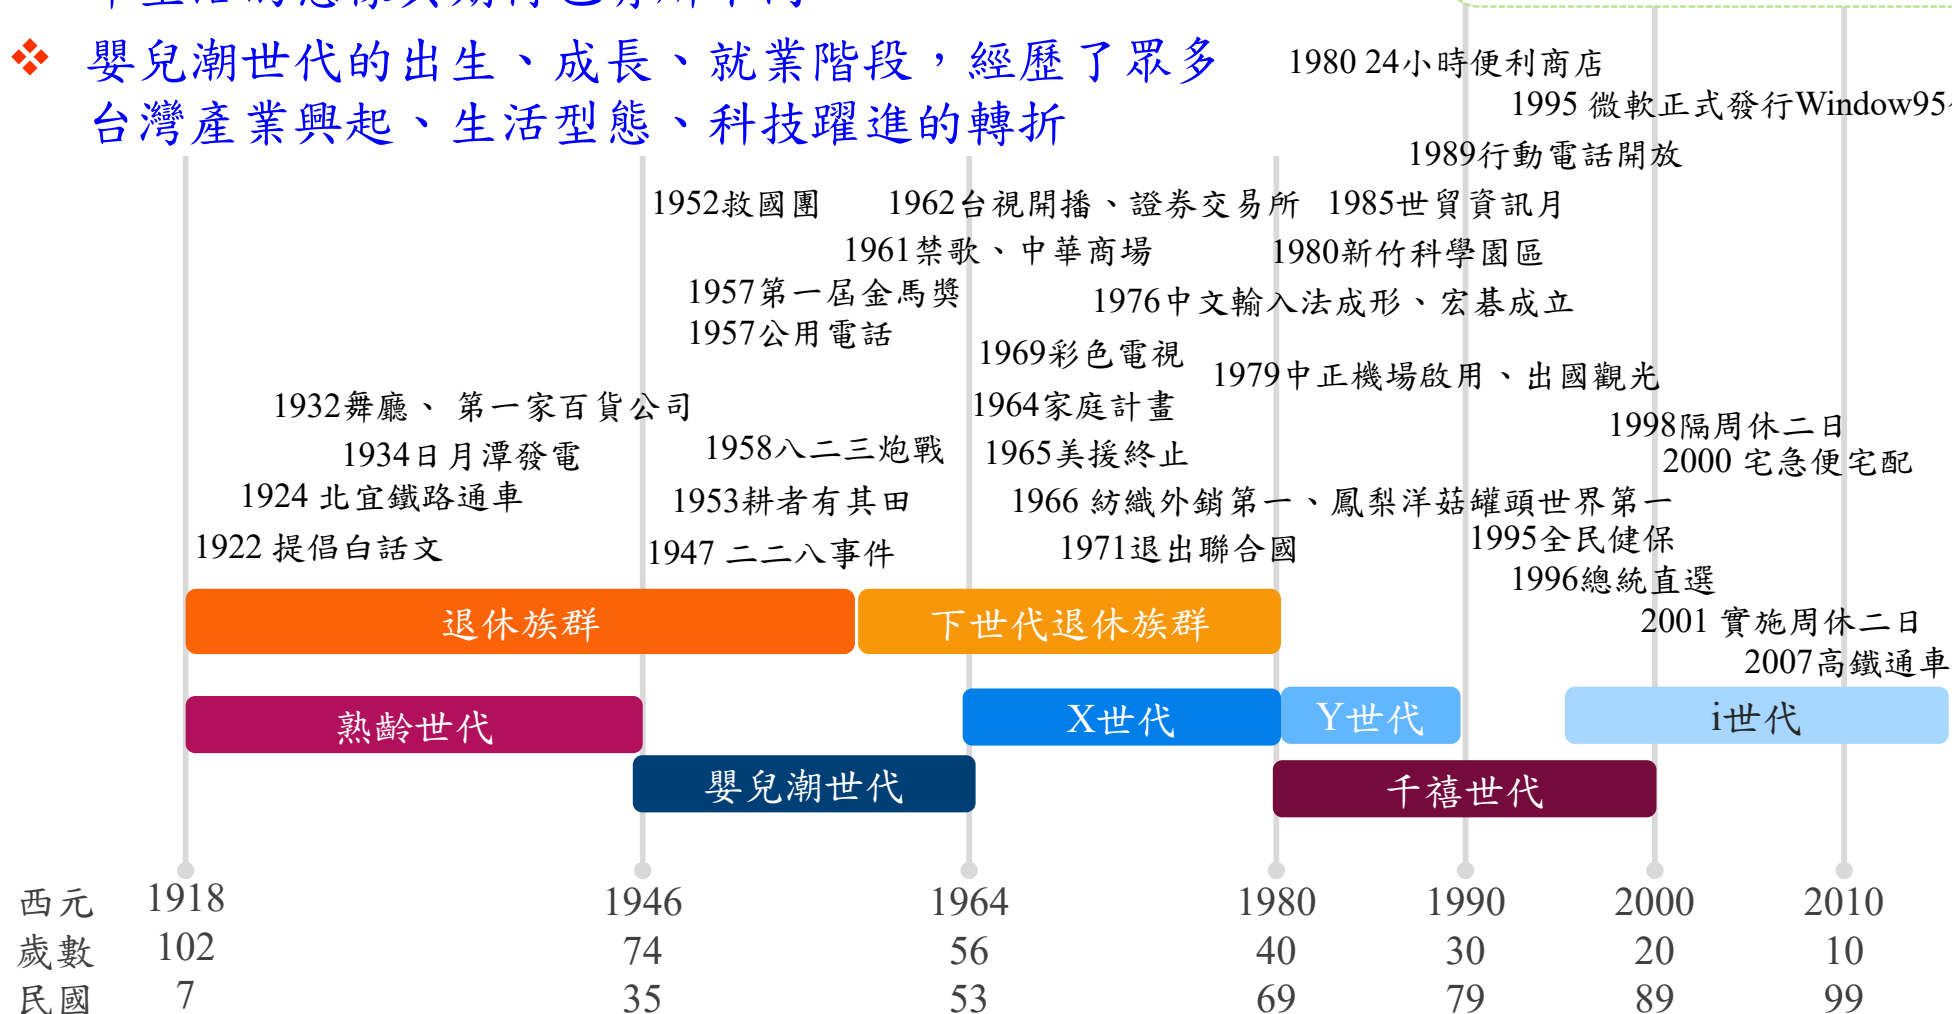 ❖ 嬰兒潮世代的出生、成長、就業階段，經歷了眾多
台灣產業興起、生活型態、科技躍進的轉折
1980 24小時便利商店
1995 微軟正式發行Window95
1989行動電話開放
1952救國團
1962台視開播、證券交易所
1985世貿資訊月
1961禁歌、中華商場
1980新竹科學園區
1957第一屆金馬獎
1976中文輸入法成形、宏碁成立
1957公用電話
1969彩色電視
1979中正機場啟用、出國觀光
1932舞廳、 第一家百貨公司
1964家庭計畫
1998隔周休二日
1934日月潭發電
1958八二三炮戰
1965美援終止
2000 宅急便宅配
1924 北宜鐵路通車
1953耕者有其田
1966 紡織外銷第一、鳳梨洋菇罐頭世界第一
1922 提倡白話文
1947 二二八事件
1971退出聯合國
1995全民健保
1996總統直選
2001 實施周休二日
2007高鐵通車
退休族群
下世代退休族群
熟齡世代
X世代
Y世代
i世代
嬰兒潮世代
千禧世代
西元 1918 1946 1964 1980 1990 2000 2010
歲數 102 74 56 40 30 20 10
民國 7 35 53 69 79 89 99